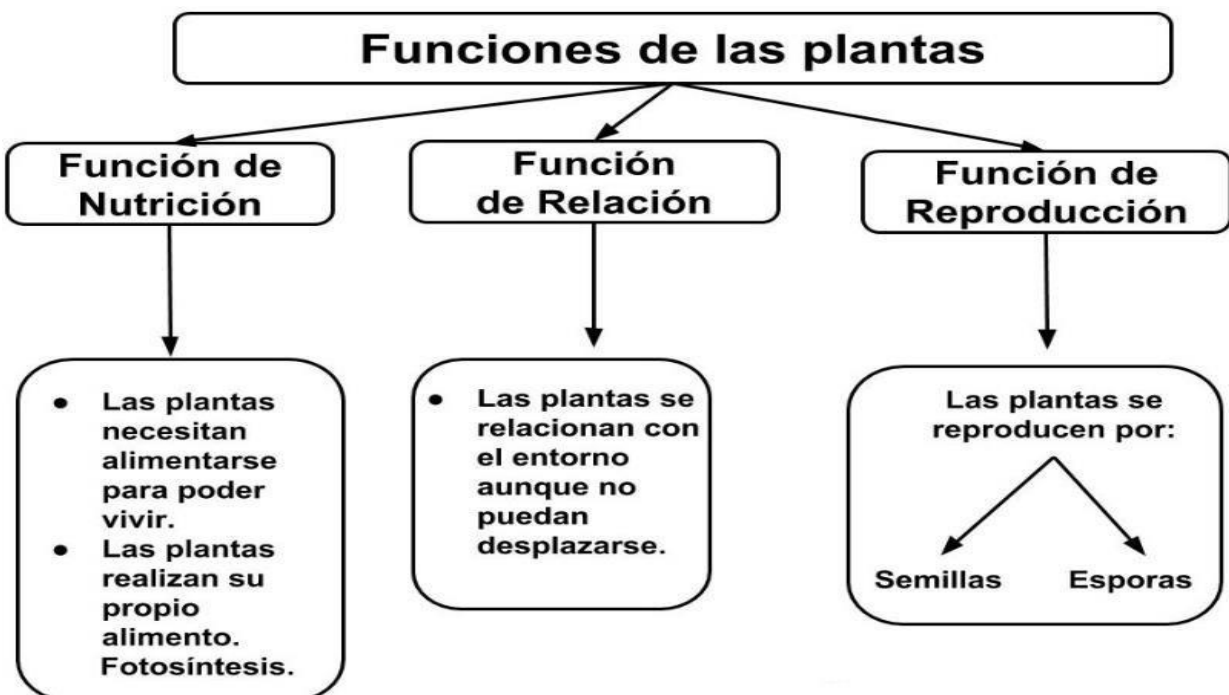 Funciones de las plantas
Función de
Nutrición
Función
de Relación
Función de
Reproducción
● Las plantas
necesitan
alimentarse
para poder
vivir.
● Las plantas
realizan su
propio
alimento.
Fotosíntesis.
● Las plantas se
relacionan con
el entorno
aunque no
puedan
desplazarse.
Las plantas se
reproducen por:
Semillas
Esporas